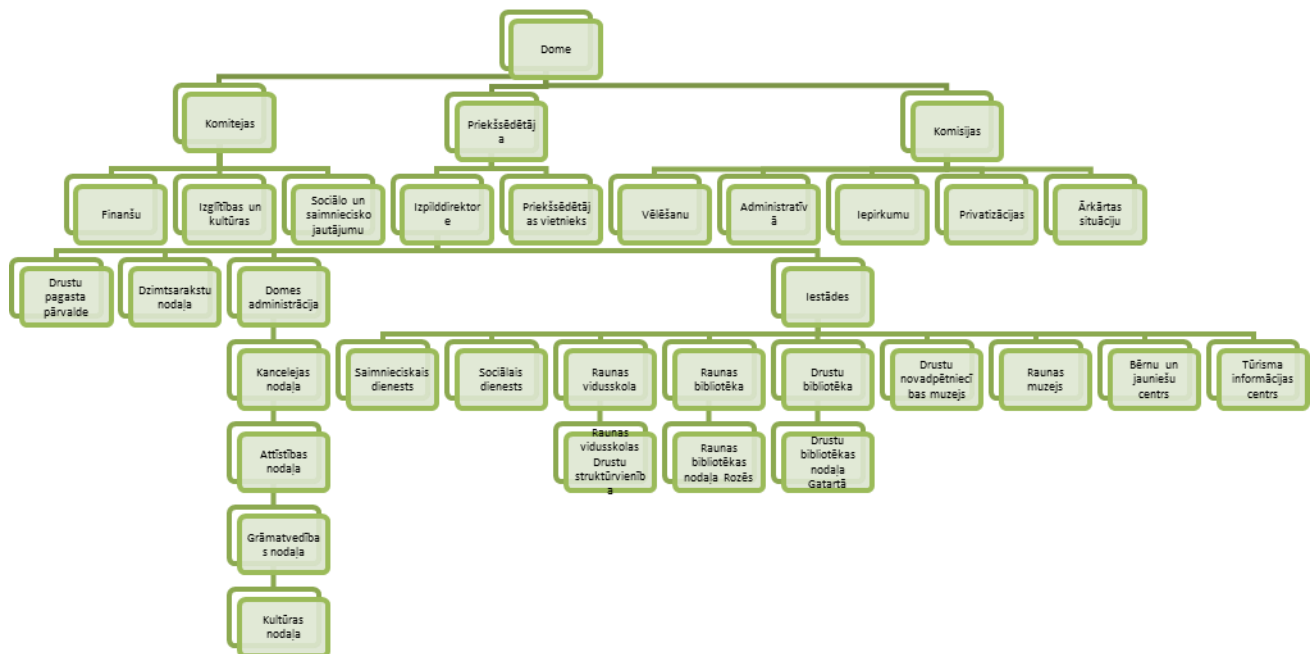 Dome
Komitejas
Priekšsēdētāj
a
Komisijas
Finanšu
Izglītības un
kultūras
Sociālo un
saimniecisko
jautājumu
Izpilddirektor
e
Priekšsēdētāj
as vietnieks
Vēlēšanu
Administratīv
ā
Iepirkumu
Privatizācijas
Ārkārtas
situāciju
Drustu
pagasta
pārvalde
Dzimtsarakstu
nodaļa
Domes
administrācija
Iestādes
Kancelejas
nodaļa
Saimnieciskais
dienests
Sociālais
dienests
Raunas
vidusskola
Raunas
bibliotēka
Drustu
bibliotēka
Drustu
novadpētniecī
bas muzejs
Raunas
muzejs
Bērnu un
jauniešu
centrs
Tūrisma
informācijas
centrs
Attīstības
nodaļa
Raunas
vidusskolas
Drustu
struktūrvienīb
a
Raunas
bibliotēkas
nodaļa Rozēs
Drustu
bibliotēkas
nodaļa
Gatartā
Grāmatvedība
s nodaļa
Kultūras
nodaļa